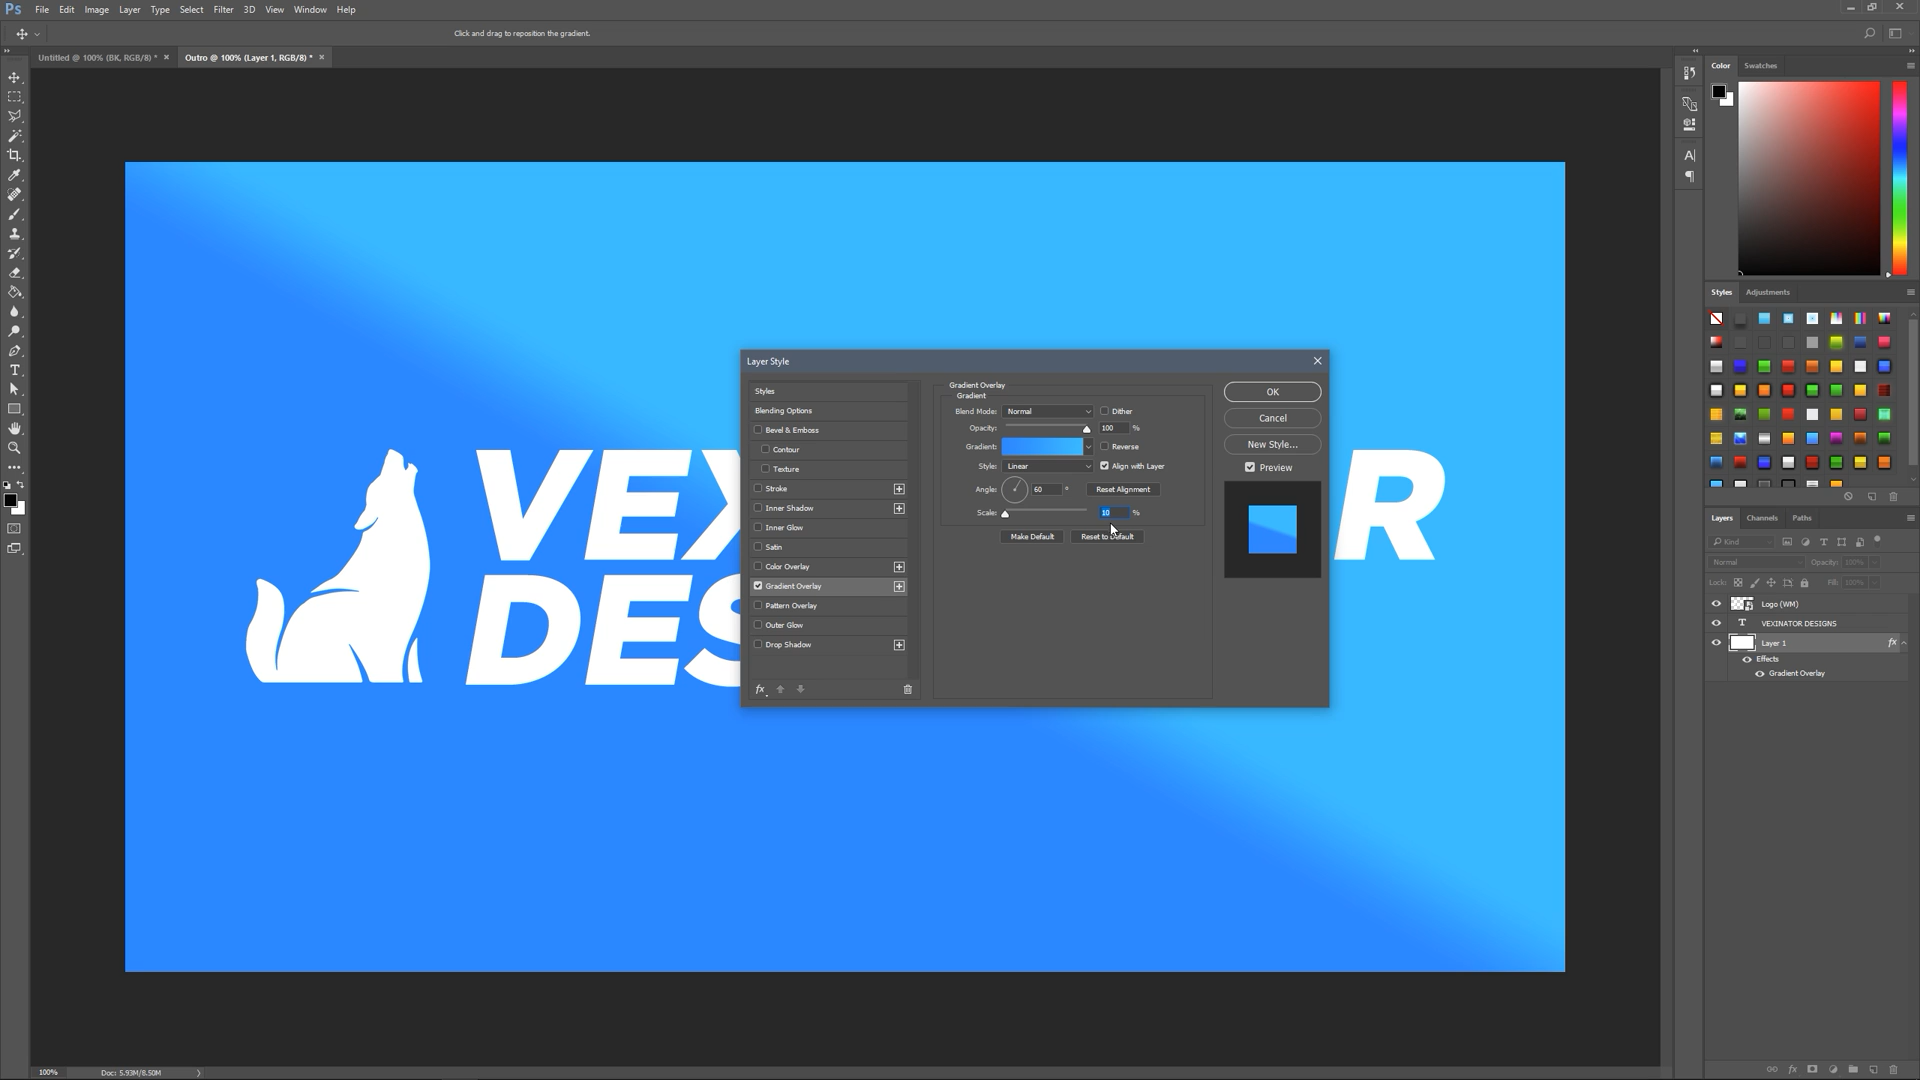 Ps File Edit Image Layer Type Select Filter 3D View Window Help
Click and drag to reposition the gradient.
Untitled @ 100% (BK, RGB/8) * × Outro @ 100% (Layer 1, RGB/8) * ×
Color Swatches
Styles Adjustments
Layer Style
Styles
Blending Options
Bevel & Emboss
Contour
Texture
Stroke
Inner Shadow
Inner Glow
Satin
Color Overlay
Gradient Overlay
Pattern Overlay
Outer Glow
Drop Shadow
fx
Gradient Overlay
Gradient
Blend Mode: Normal Dither
Opacity: 100 %
Gradient: Reverse
Style: Linear Align with Layer
Angle: 60 ° Reset Alignment
Scale: 10 %
Make Default Reset to Default
OK
Cancel
New Style...
Preview
VEX R
DES
Layers Channels Paths
Kind
Normal Opacity: 100%
Lock: Fill: 100%
Logo (WM)
VEXINATOR DESIGNS
Layer 1 fx
Effects
Gradient Overlay
100% Doc: 5.93M/8.50M
fx